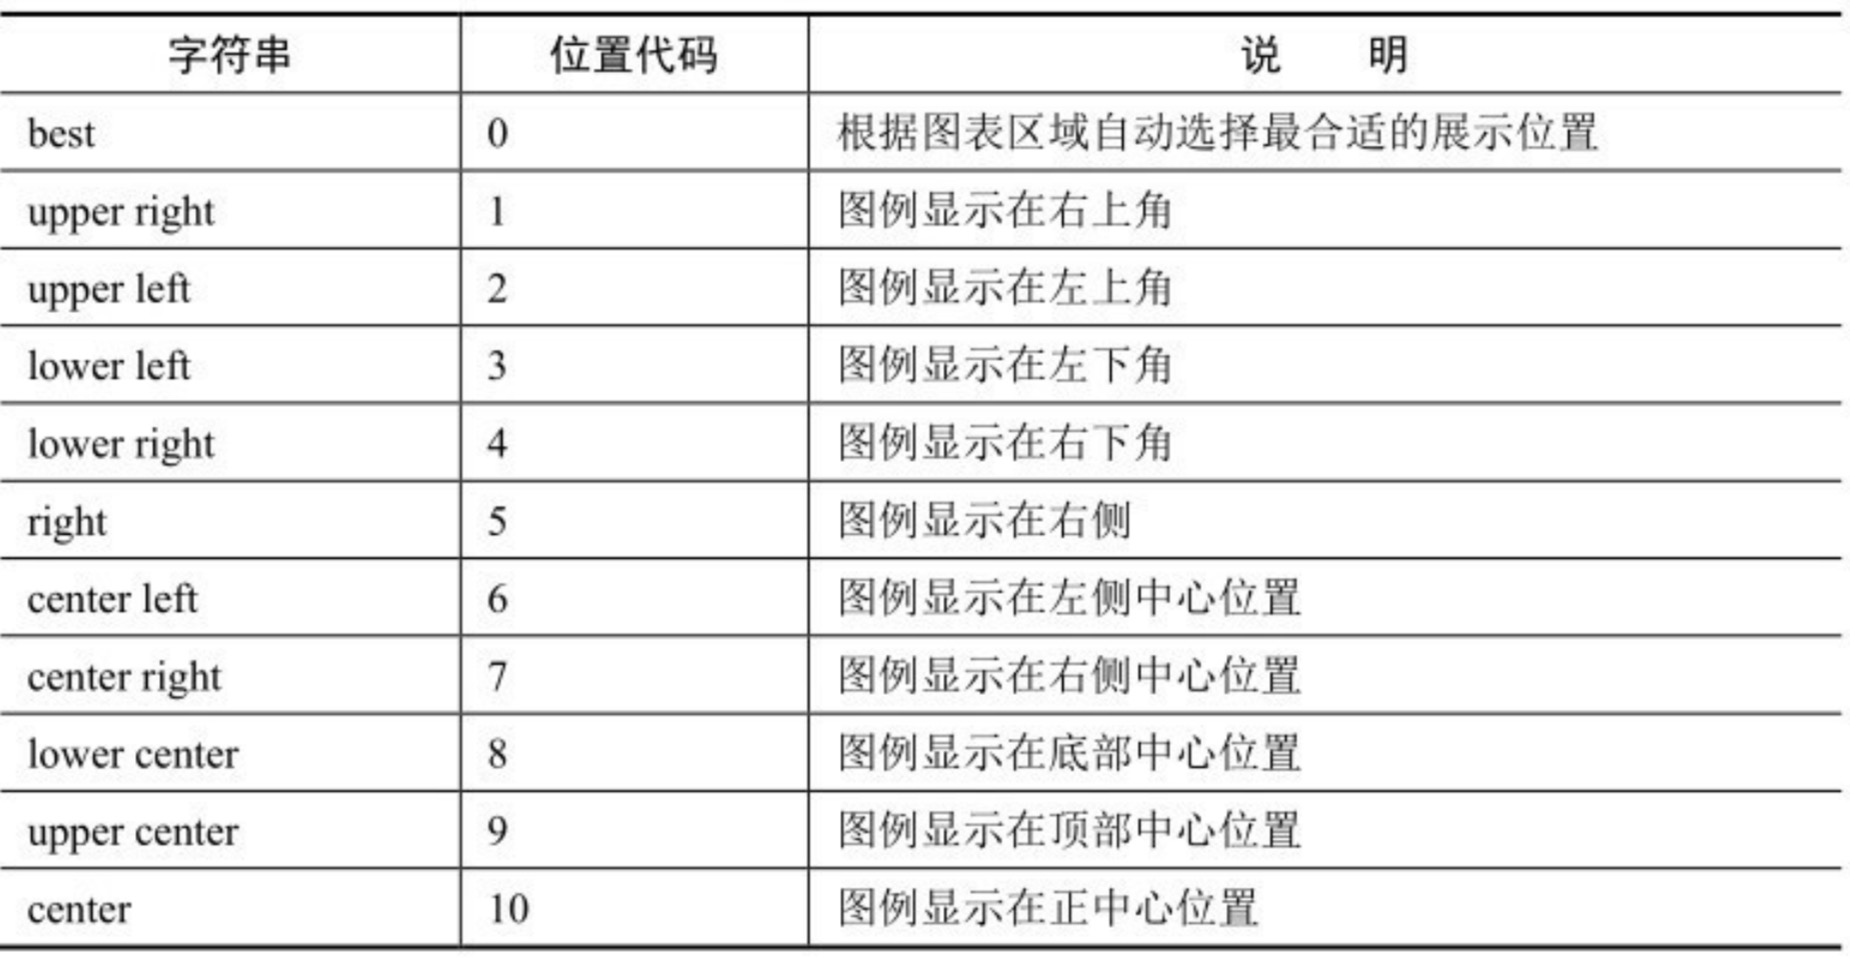 字符串 位置代码 说 明
best 0 根据图表区域自动选择最合适的展示位置
upper right 1 图例显示在右上角
upper left 2 图例显示在左上角
lower left 3 图例显示在左下角
lower right 4 图例显示在右下角
right 5 图例显示在右侧
center left 6 图例显示在左侧中心位置
center right 7 图例显示在右侧中心位置
lower center 8 图例显示在底部中心位置
upper center 9 图例显示在顶部中心位置
center 10 图例显示在正中心位置